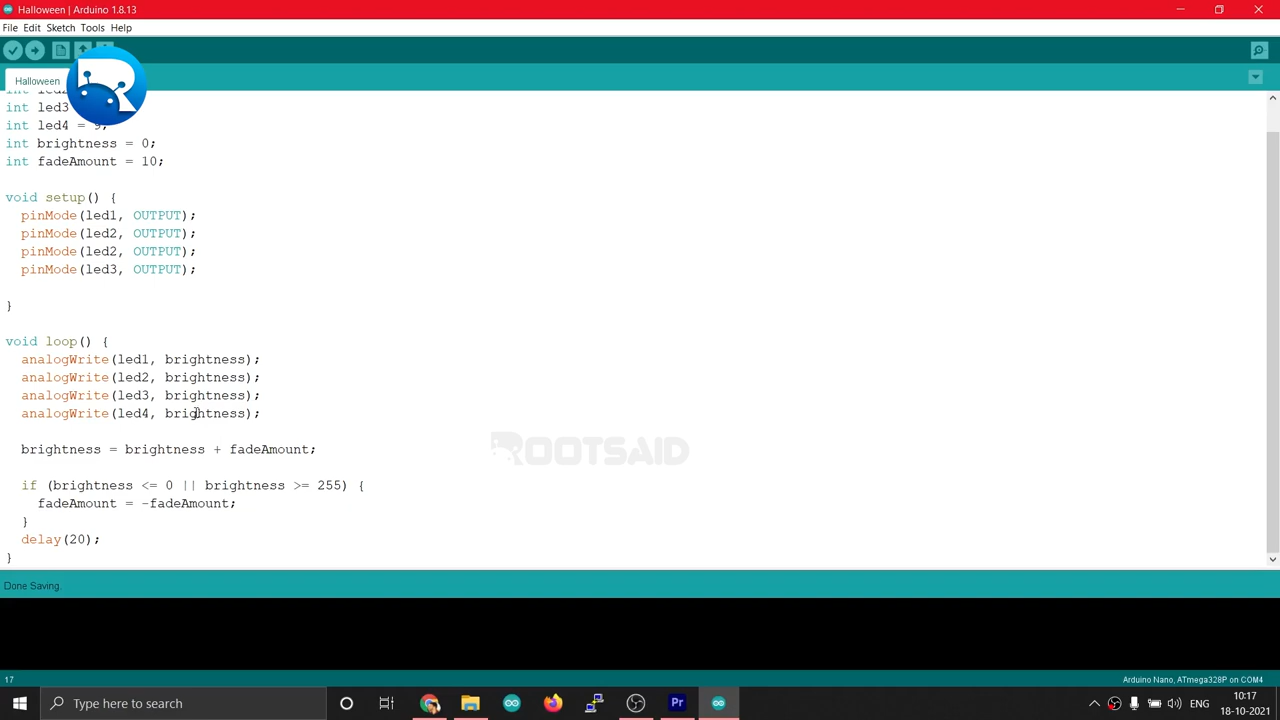 Halloween | Arduino 1.8.13
File Edit Sketch Tools Help
Halloween
int led2
int led3
int led4 = 9;
int brightness = 0;
int fadeAmount = 10;
void setup() {
pinMode(led1, OUTPUT);
pinMode(led2, OUTPUT);
pinMode(led2, OUTPUT);
pinMode(led3, OUTPUT);
}
void loop() {
analogWrite(led1, brightness);
analogWrite(led2, brightness);
analogWrite(led3, brightness);
analogWrite(led4, brightness);
brightness = brightness + fadeAmount;
ROOTSAID
if (brightness <= 0 || brightness >= 255) {
fadeAmount = -fadeAmount;
}
delay(20);
}
Done Saving.
17
Arduino Nano, ATmega328P on COM4
Type here to search
Pr
ENG
10:17
18-10-2021